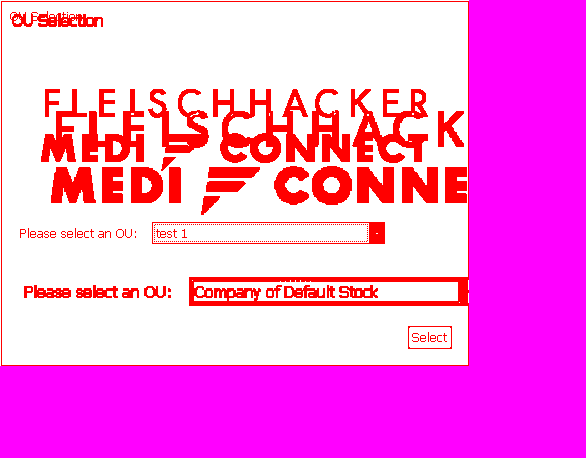 OU Selection
OU Selection
FLEISCHHACKER
FLEISCHHACK
MEDI CONNECT
MEDI CONNE
Please select an OU: test 1
Please select an OU: Company of Default Stock
Select